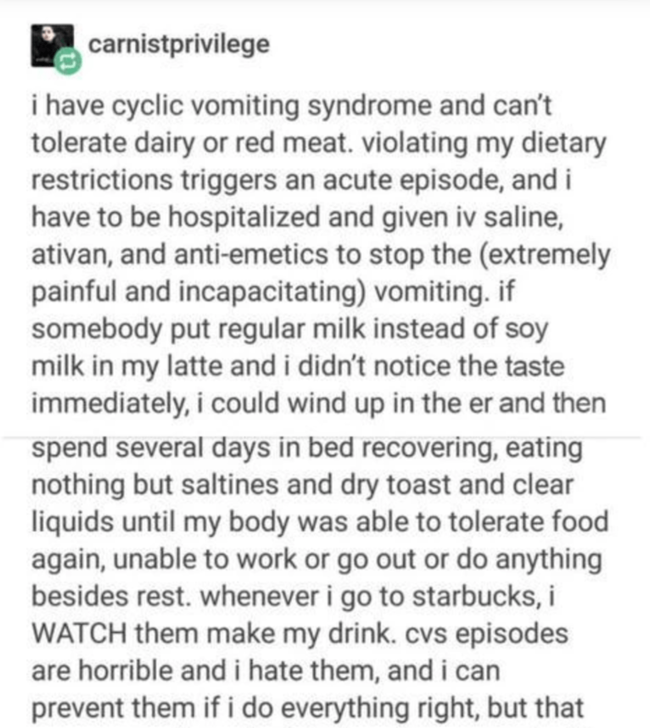 carnistprivilege
i have cyclic vomiting syndrome and can't
tolerate dairy or red meat. violating my dietary
restrictions triggers an acute episode, and i
have to be hospitalized and given iv saline,
ativan, and anti-emetics to stop the (extremely
painful and incapacitating) vomiting. if
somebody put regular milk instead of soy
milk in my latte and i didn't notice the taste
immediately, i could wind up in the er and then
spend several days in bed recovering, eating
nothing but saltines and dry toast and clear
liquids until my body was able to tolerate food
again, unable to work or go out or do anything
besides rest. whenever i go to starbucks, i
WATCH them make my drink. cvs episodes
are horrible and i hate them, and i can
prevent them if i do everything right, but that